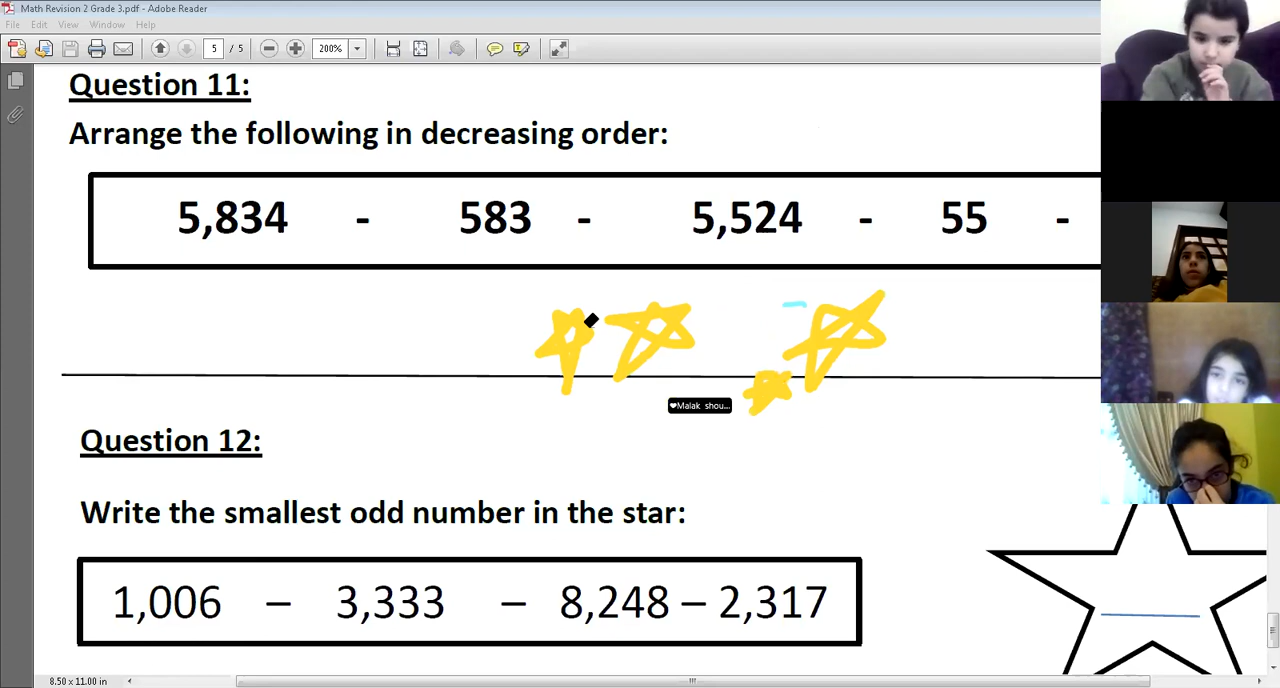 Math Revision 2 Grade 3.pdf - Adobe Reader
File Edit View Window Help
5 / 5 200%
Question 11:
Arrange the following in decreasing order:
5,834 - 583 - 5,524 - 55 -
❤Malak shou...
Question 12:
Write the smallest odd number in the star:
1,006 – 3,333 – 8,248 – 2,317
8.50 x 11.00 in